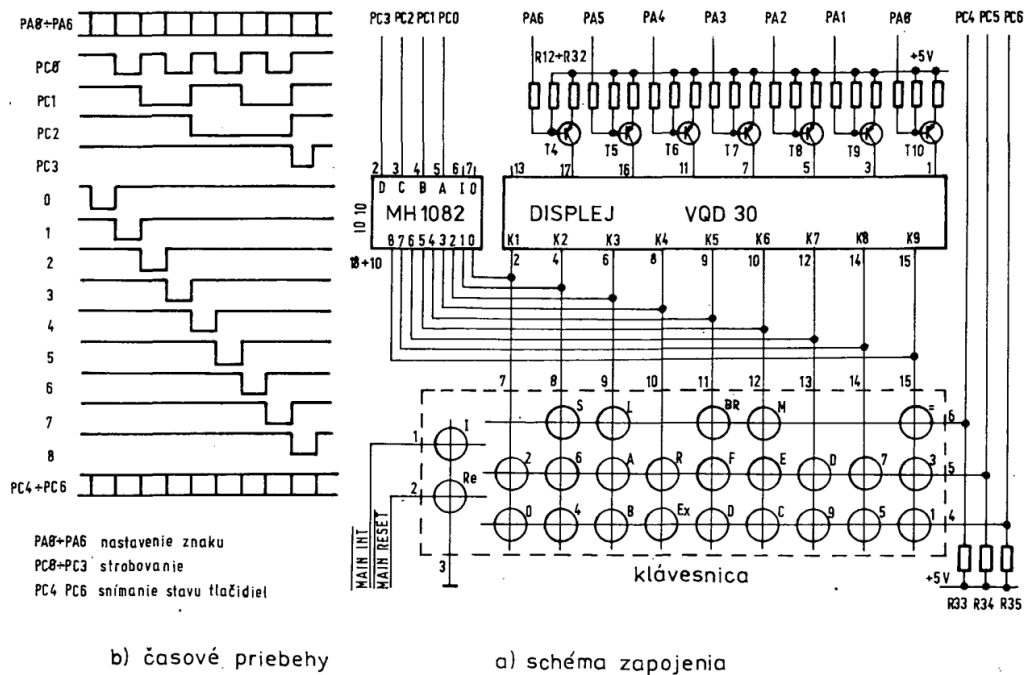 PA0÷PA6
PC0
PC1
PC2
PC3
0
1
2
3
4
5
6
7
8
PC4÷PC6
PA0÷PA6 nastavenie znaku
PC0÷PC3 strobovanie
PC4 PC6 snímanie stavu tlačidiel
b) časové priebehy
PC3 PC2 PC1 PC0 PA6 PA5 PA4 PA3 PA2 PA1 PA0 PC4 PC5 PC6
R12÷R32 +5V
T4 T5 T6 T7 T8 T9 T10
2 3 4 5 6 1 7 13 17 16 11 7 5 3 1
D C B A I 0
MH 1082 DISPLEJ VQD 30
IO 10
8 7 6 5 4 3 2 1 0 K1 K2 K3 K4 K5 K6 K7 K8 K9
18÷10 2 4 6 8 9 10 12 14 15
7 8 9 10 11 12 13 14 15
S L BR M =
6
1 I
2 6 A R F E D 7 3
5
2 Re
0 4 B Ex D C 9 5 1
4
MAIN INT
MAIN RESET
3
klávesnica
+5V
R33 R34 R35
a) schéma zapojenia